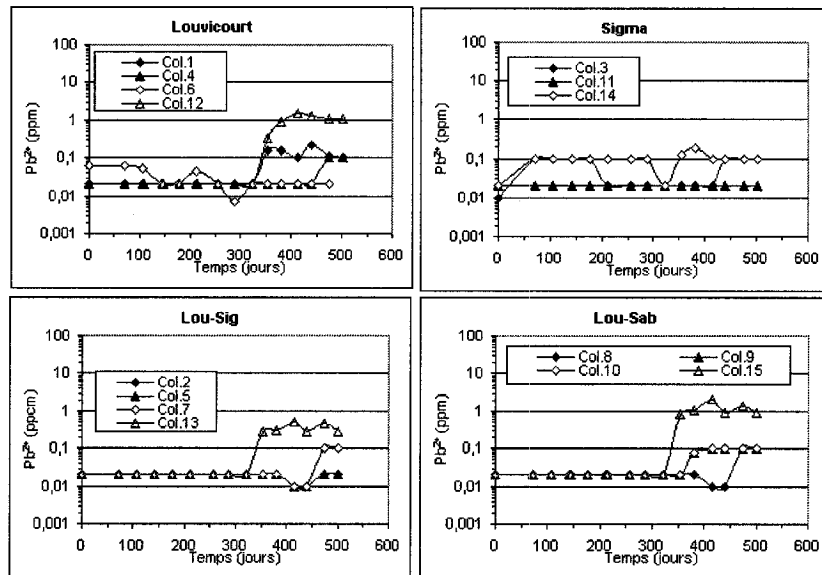 Louvicourt
Pb²⁺ (ppm)
100
10
1
0,1
0,01
0,001
Col.1
Col.4
Col.6
Col.12
0 100 200 300 400 500 600
Temps (jours)
Sigma
Pb²⁺ (ppm)
100
10
1
0,1
0,01
0,001
Col.3
Col.11
Col.14
0 100 200 300 400 500 600
Temps (jours)
Lou-Sig
Pb²⁺ (ppcm)
100
10
1
0,1
0,01
0,001
Col.2
Col.5
Col.7
Col.13
0 100 200 300 400 500 600
Temps (jours)
Lou-Sab
Pb²⁺ (ppm)
100
10
1
0,1
0,01
0,001
Col.8 Col.9
Col.10 Col.15
0 100 200 300 400 500 600
Temps (jours)